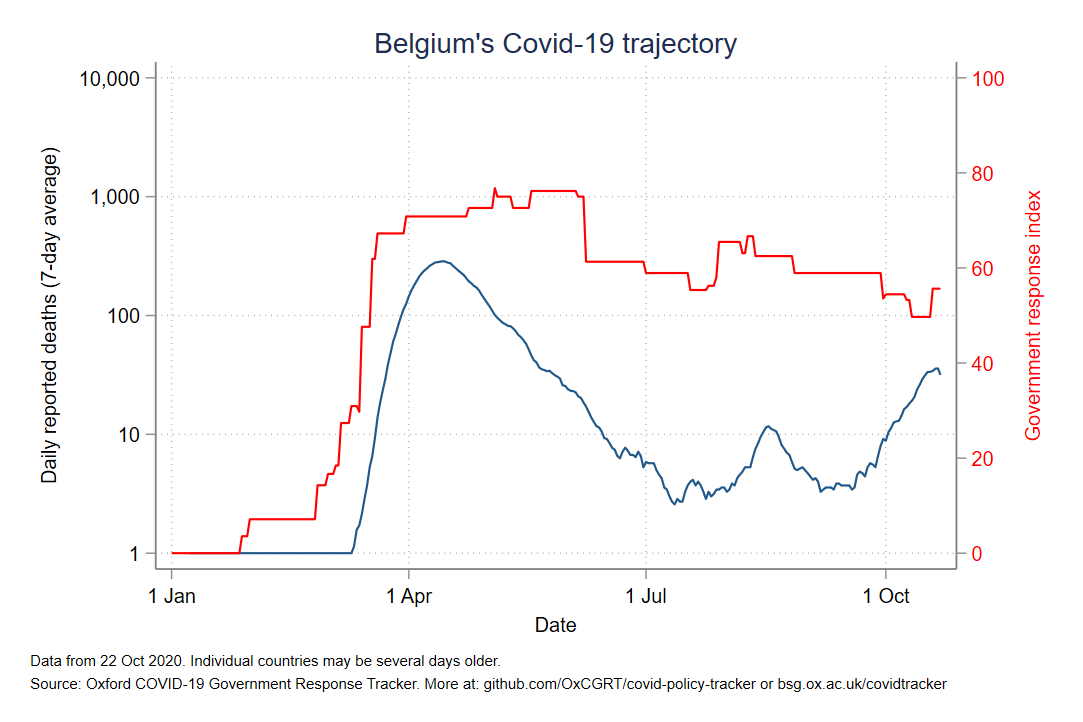 Belgium's Covid-19 trajectory
10,000
1,000
100
10
1
Daily reported deaths (7-day average)
100
80
60
40
20
0
Government response index
1 Jan
1 Apr
1 Jul
1 Oct
Date
Data from 22 Oct 2020. Individual countries may be several days older.
Source: Oxford COVID-19 Government Response Tracker. More at: github.com/OxCGRT/covid-policy-tracker or bsg.ox.ac.uk/covidtracker